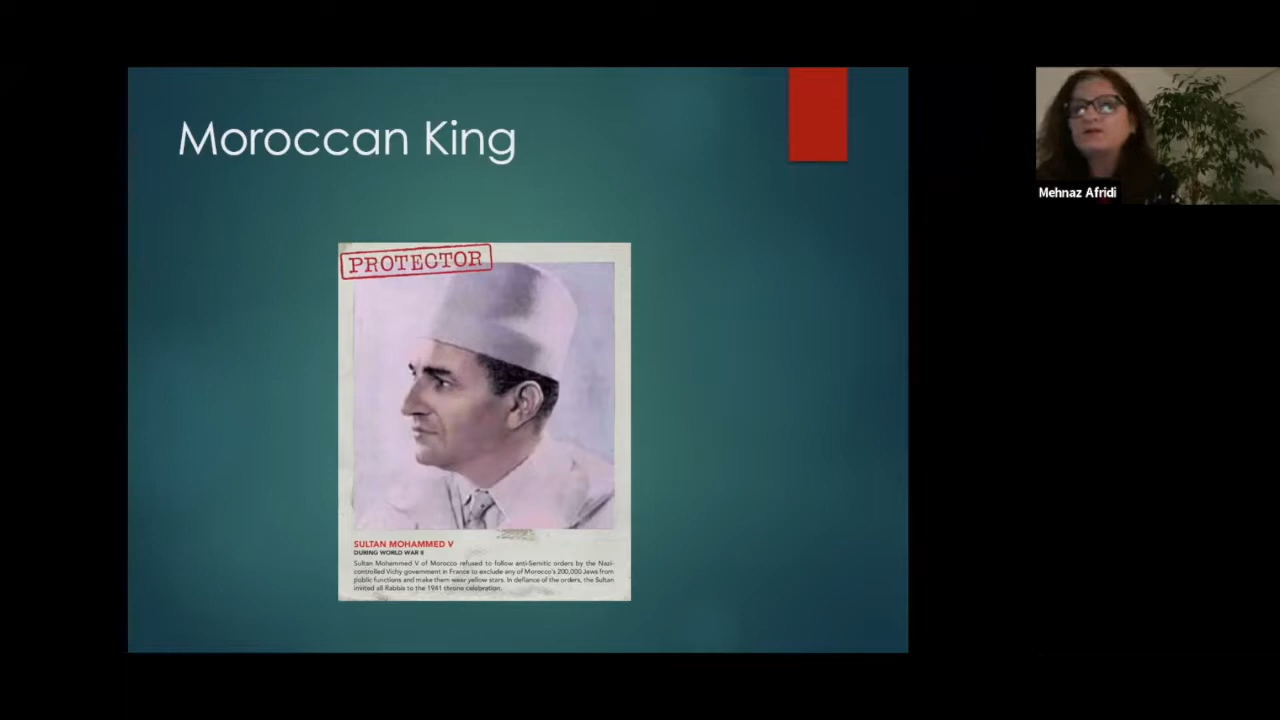 Moroccan King
PROTECTOR
SULTAN MOHAMMED V
DURING WORLD WAR II
Sultan Mohammed V of Morocco refused to follow anti-Semitic orders by the Nazi-
controlled Vichy government in France to exclude any of Morocco's 200,000 Jews from
public functions and make them wear yellow stars. In defiance of the orders, the Sultan
invited all Rabbis to the 1941 throne celebration.
Mehnaz Afridi